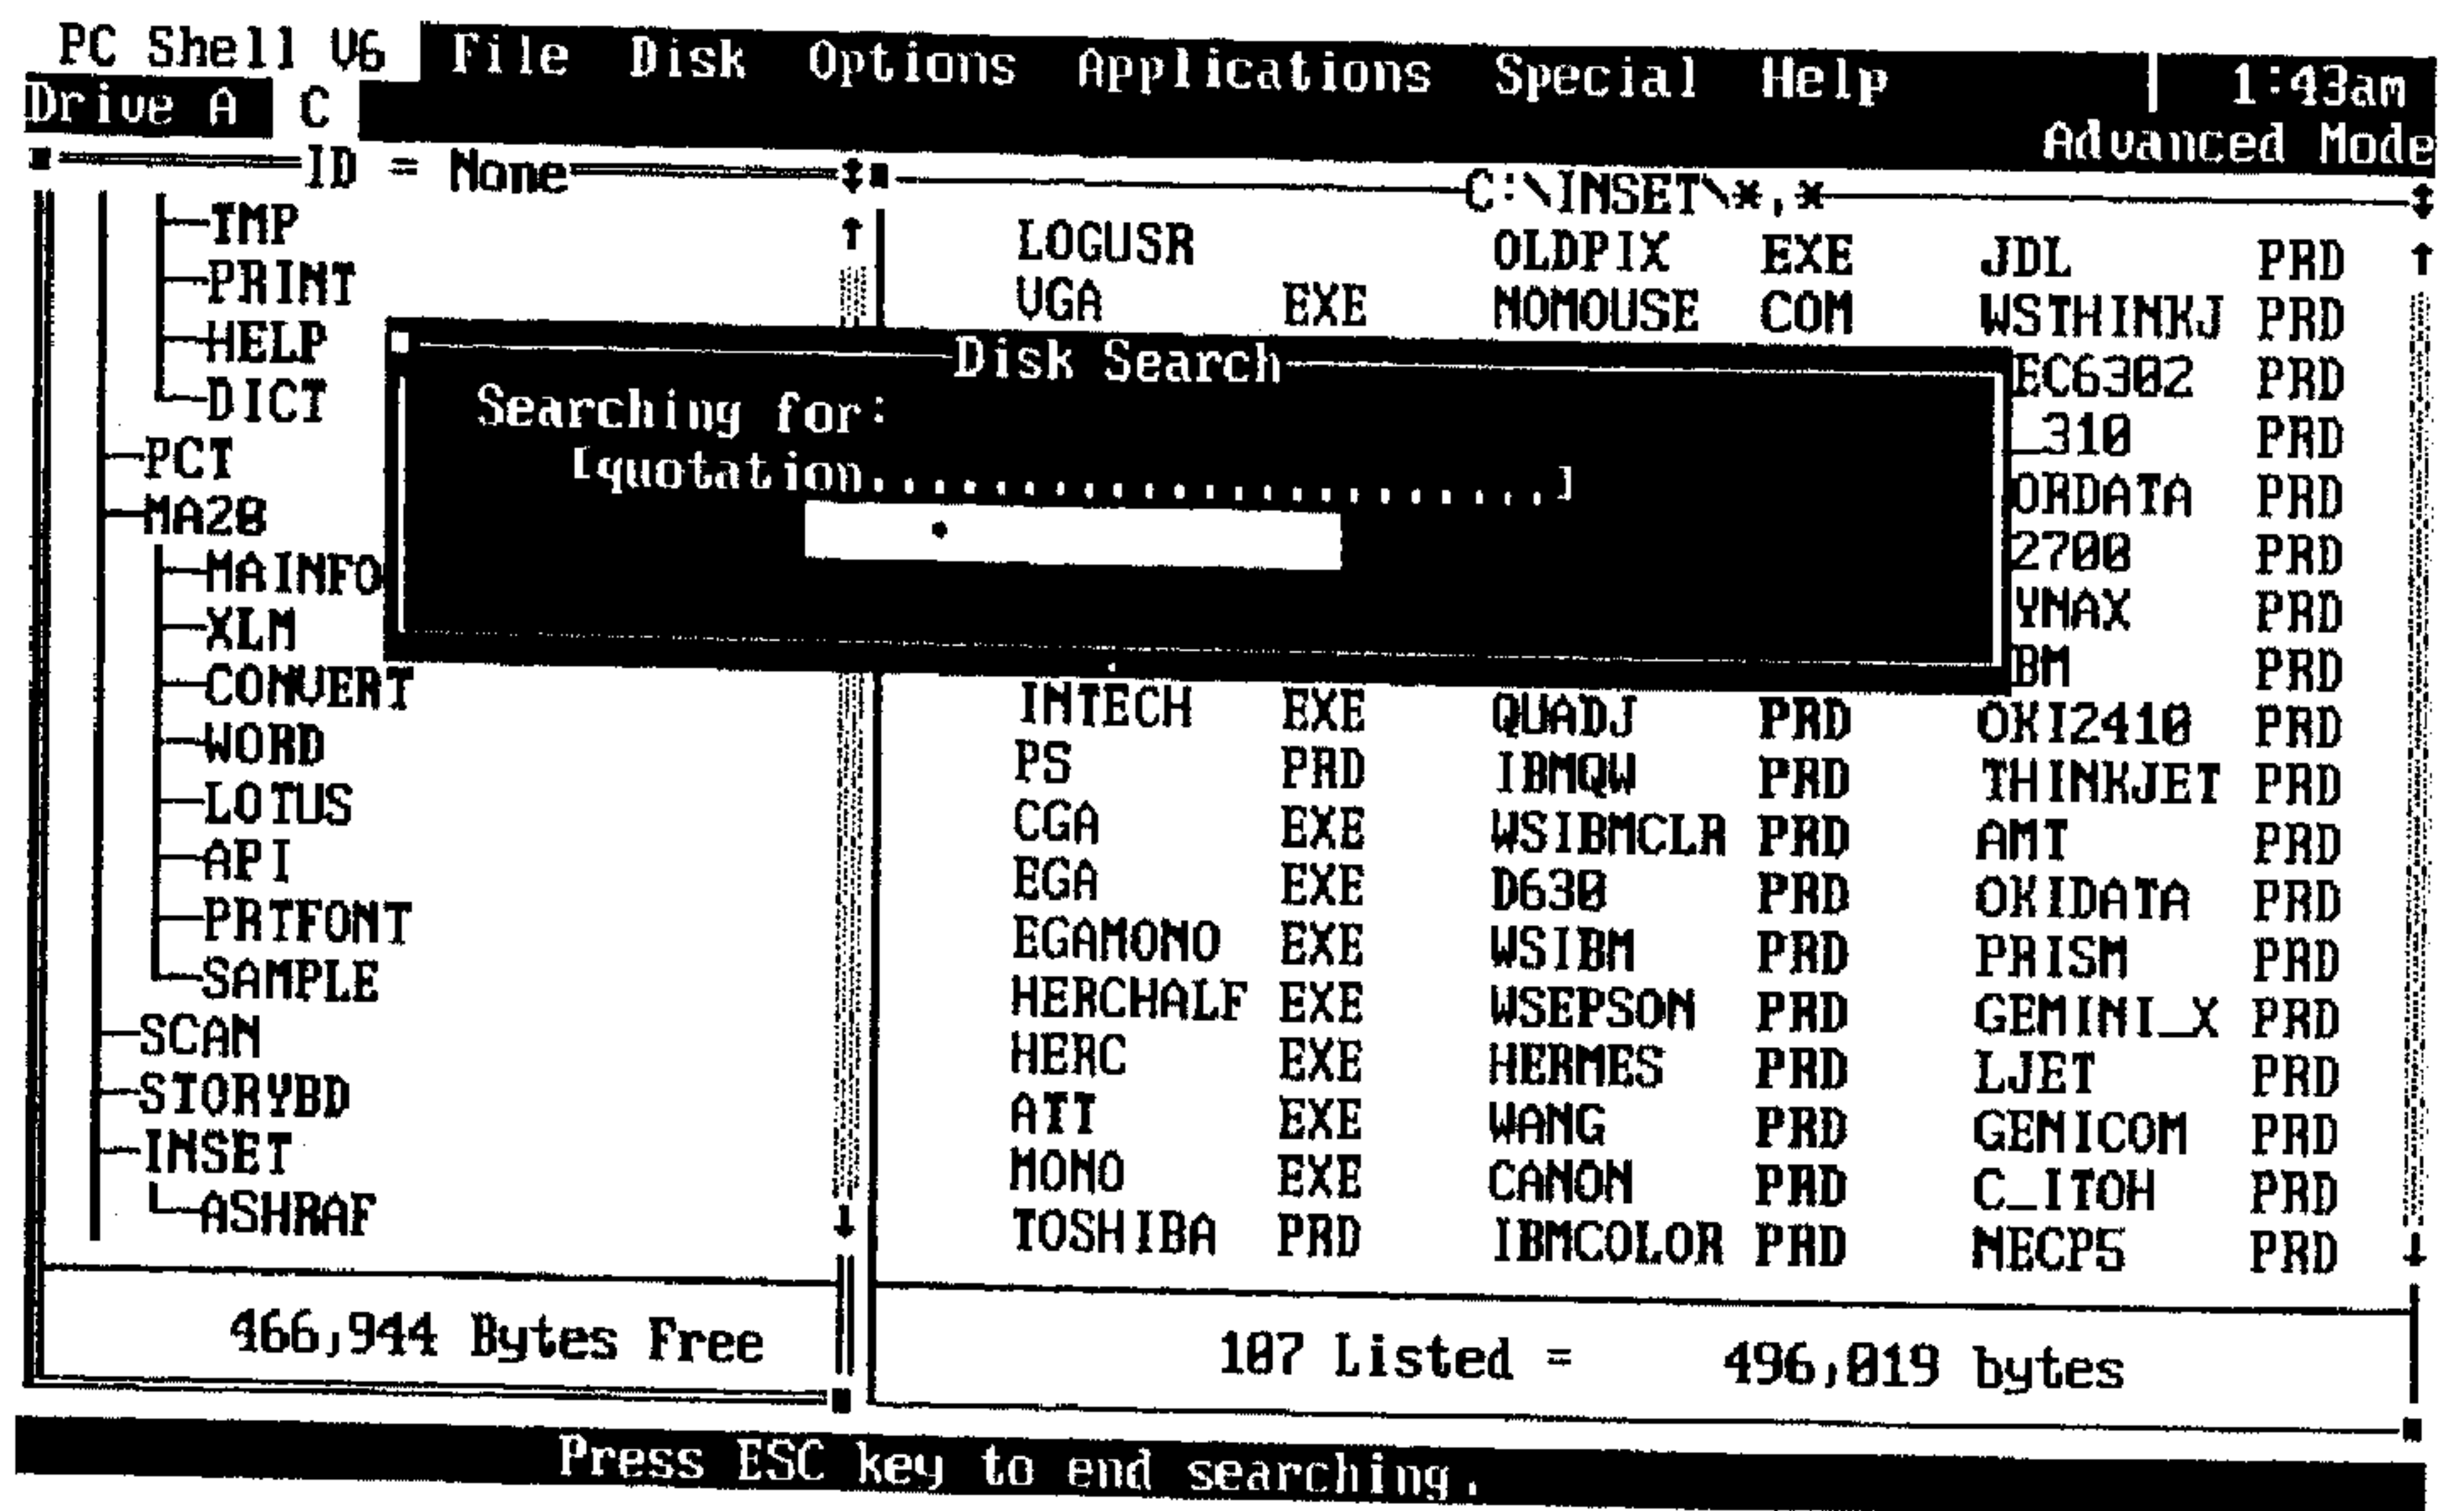 PC Shell V6 File Disk Options Applications Special Help 1:43am
Drive A C
Advanced Mode
ID = None
C:\INSET\*,*
TMP
PRINT
HELP
DICT
PCT
MA28
MAINFO
XLM
CONVERT
WORD
LOTUS
API
PRTFONT
SAMPLE
SCAN
STORYBD
INSET
ASHRAF
466,944 Bytes Free
LOGUSR OLDPIX EXE JDL PRD
VGA EXE NOMOUSE COM WSTHINKJ PRD
EC6302 PRD
_310 PRD
ORDATA PRD
2700 PRD
YNAX PRD
BM PRD
Disk Search
Searching for:
[quotation.......................]
INTECH EXE QUADJ PRD OKI2410 PRD
PS PRD IBMQW PRD THINKJET PRD
CGA EXE WSIBMCLR PRD AMT PRD
EGA EXE D630 PRD OKIDATA PRD
EGAMONO EXE WSIBM PRD PRISM PRD
HERCHALF EXE WSEPSON PRD GEMINI_X PRD
HERC EXE HERMES PRD LJET PRD
ATT EXE WANG PRD GENICOM PRD
MONO EXE CANON PRD C_ITOH PRD
TOSHIBA PRD IBMCOLOR PRD NECP5 PRD
107 Listed = 496,019 bytes
Press ESC key to end searching.